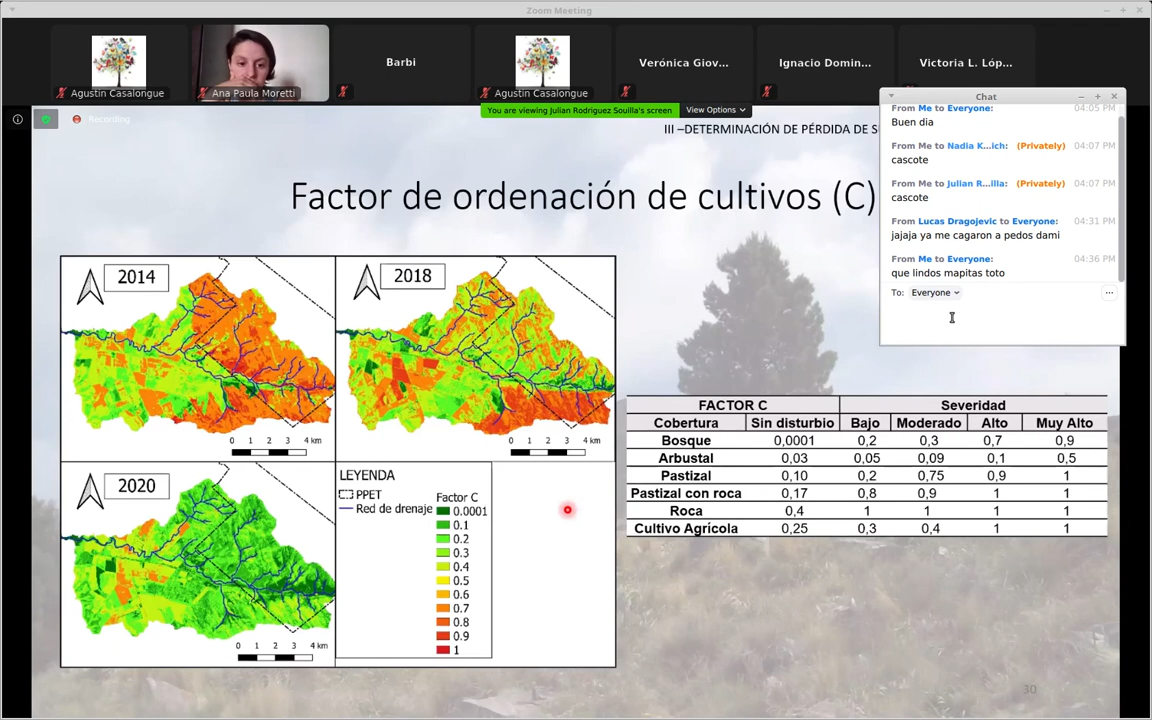 Zoom Meeting
Agustin Casalongue
Ana Paula Moretti
Barbi
Agustin Casalongue
Verónica Giov...
Ignacio Domin...
Victoria L. Lóp...
You are viewing Julian Rodriguez Souilla's screen
View Options
Recording
Chat
From Me to Everyone: 04:05 PM
Buen dia
From Me to Nadia K...ich: (Privately) 04:07 PM
cascote
From Me to Julian R...illa: (Privately) 04:07 PM
cascote
From Lucas Dragojevic to Everyone: 04:31 PM
jajaja ya me cagaron a pedos dami
From Me to Everyone: 04:36 PM
que lindos mapitas toto
To: Everyone
III –DETERMINACIÓN DE PÉRDIDA DE S
Factor de ordenación de cultivos (C)
2014
0 1 2 3 4 km
2018
0 1 2 3 4 km
2020
0 1 2 3 4 km
LEYENDA
PPET
Red de drenaje
Factor C
0.0001
0.1
0.2
0.3
0.4
0.5
0.6
0.7
0.8
0.9
1
FACTOR C Severidad
Cobertura Sin disturbio Bajo Moderado Alto Muy Alto
Bosque 0,0001 0,2 0,3 0,7 0,9
Arbustal 0,03 0,05 0,09 0,1 0,5
Pastizal 0,10 0,2 0,75 0,9 1
Pastizal con roca 0,17 0,8 0,9 1 1
Roca 0,4 1 1 1 1
Cultivo Agrícola 0,25 0,3 0,4 1 1
30